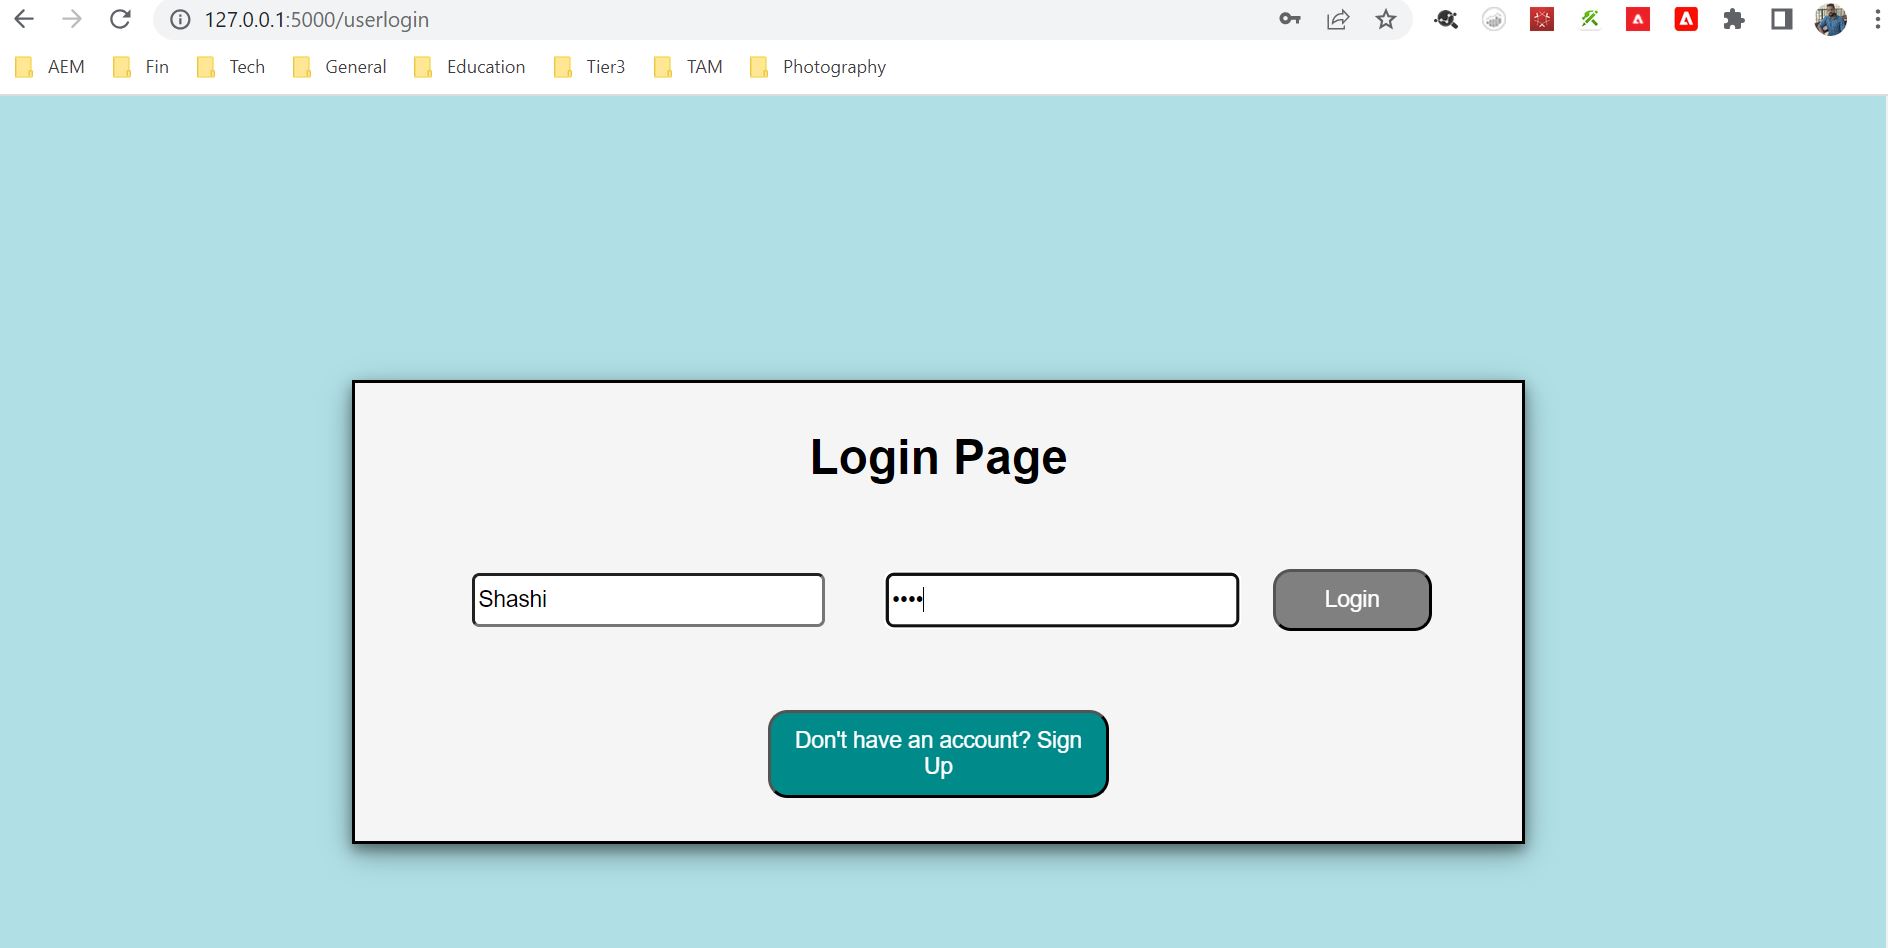 127.0.0.1:5000/userlogin
AEM Fin Tech General Education Tier3 TAM Photography
Login Page
Shashi •••• Login
Don't have an account? Sign
Up